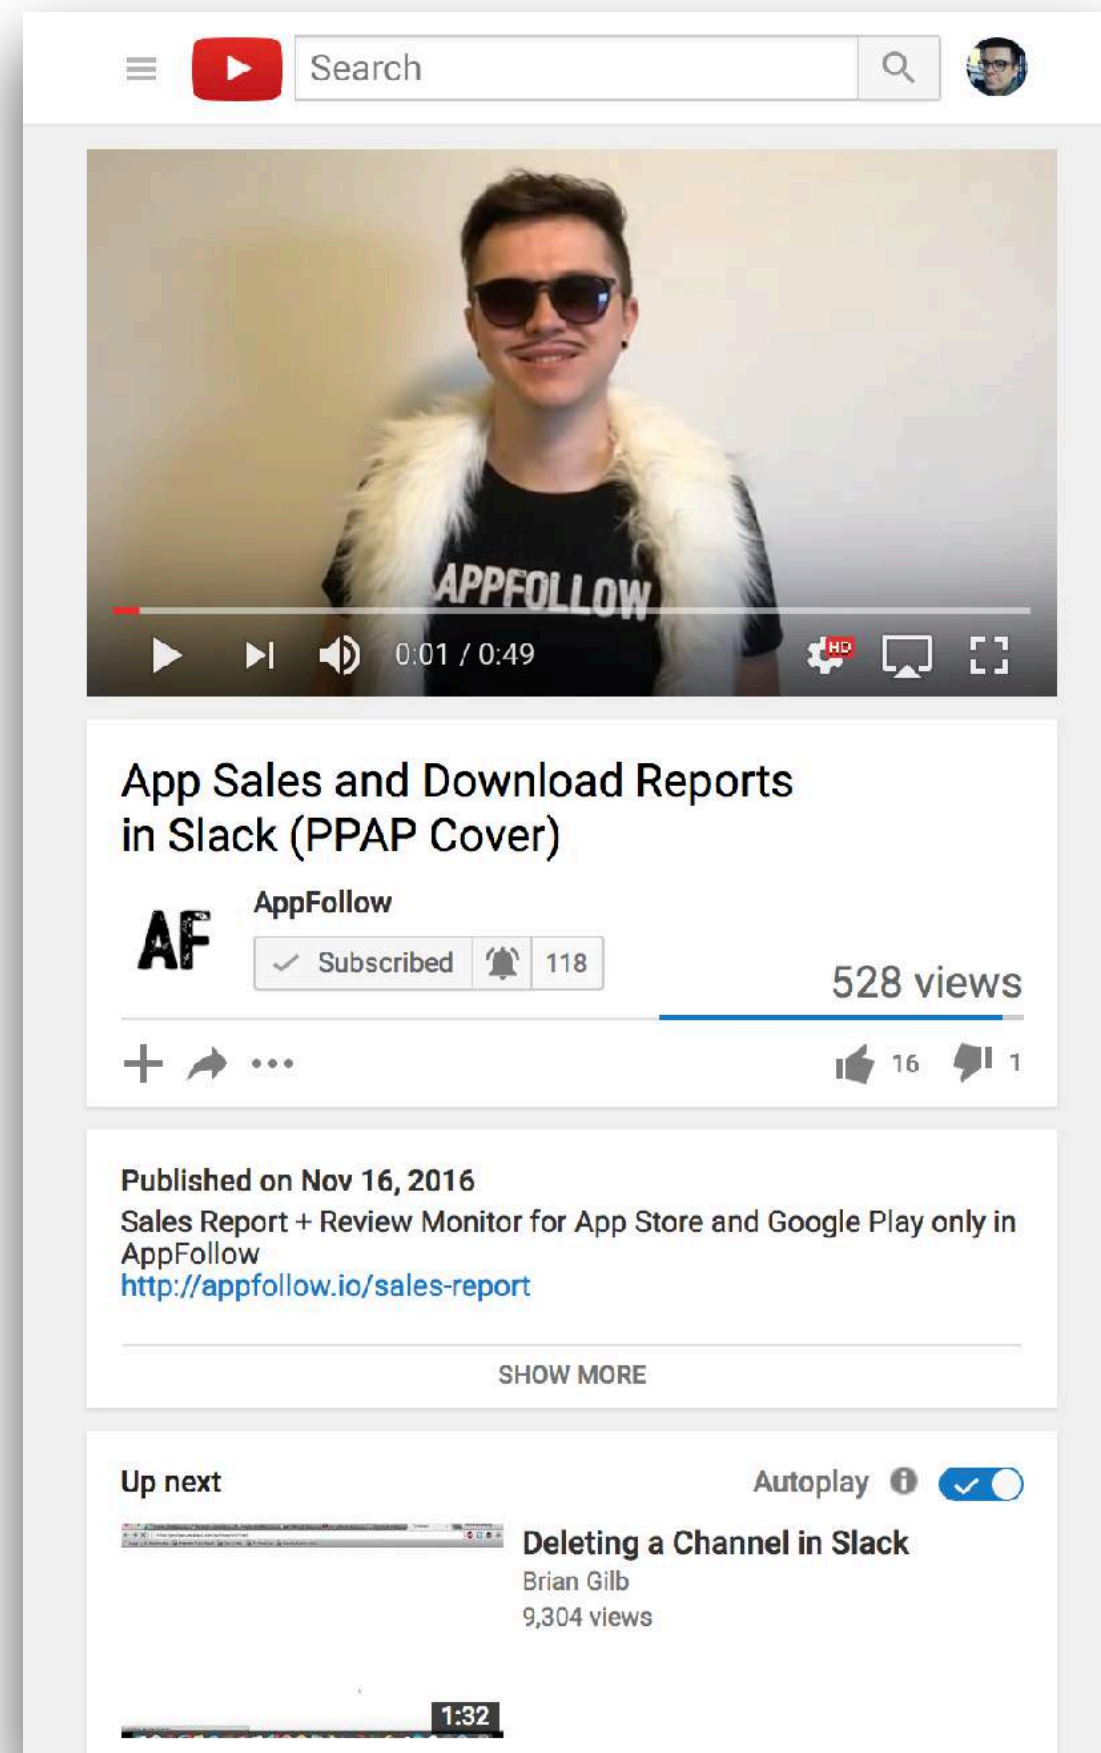 Search
APPFOLLOW
0:01 / 0:49
HD
App Sales and Download Reports
in Slack (PPAP Cover)
AF
AppFollow
Subscribed 118
528 views
16 1
Published on Nov 16, 2016
Sales Report + Review Monitor for App Store and Google Play only in
AppFollow
http://appfollow.io/sales-report
SHOW MORE
Up next Autoplay
Deleting a Channel in Slack
Brian Gilb
9,304 views
1:32